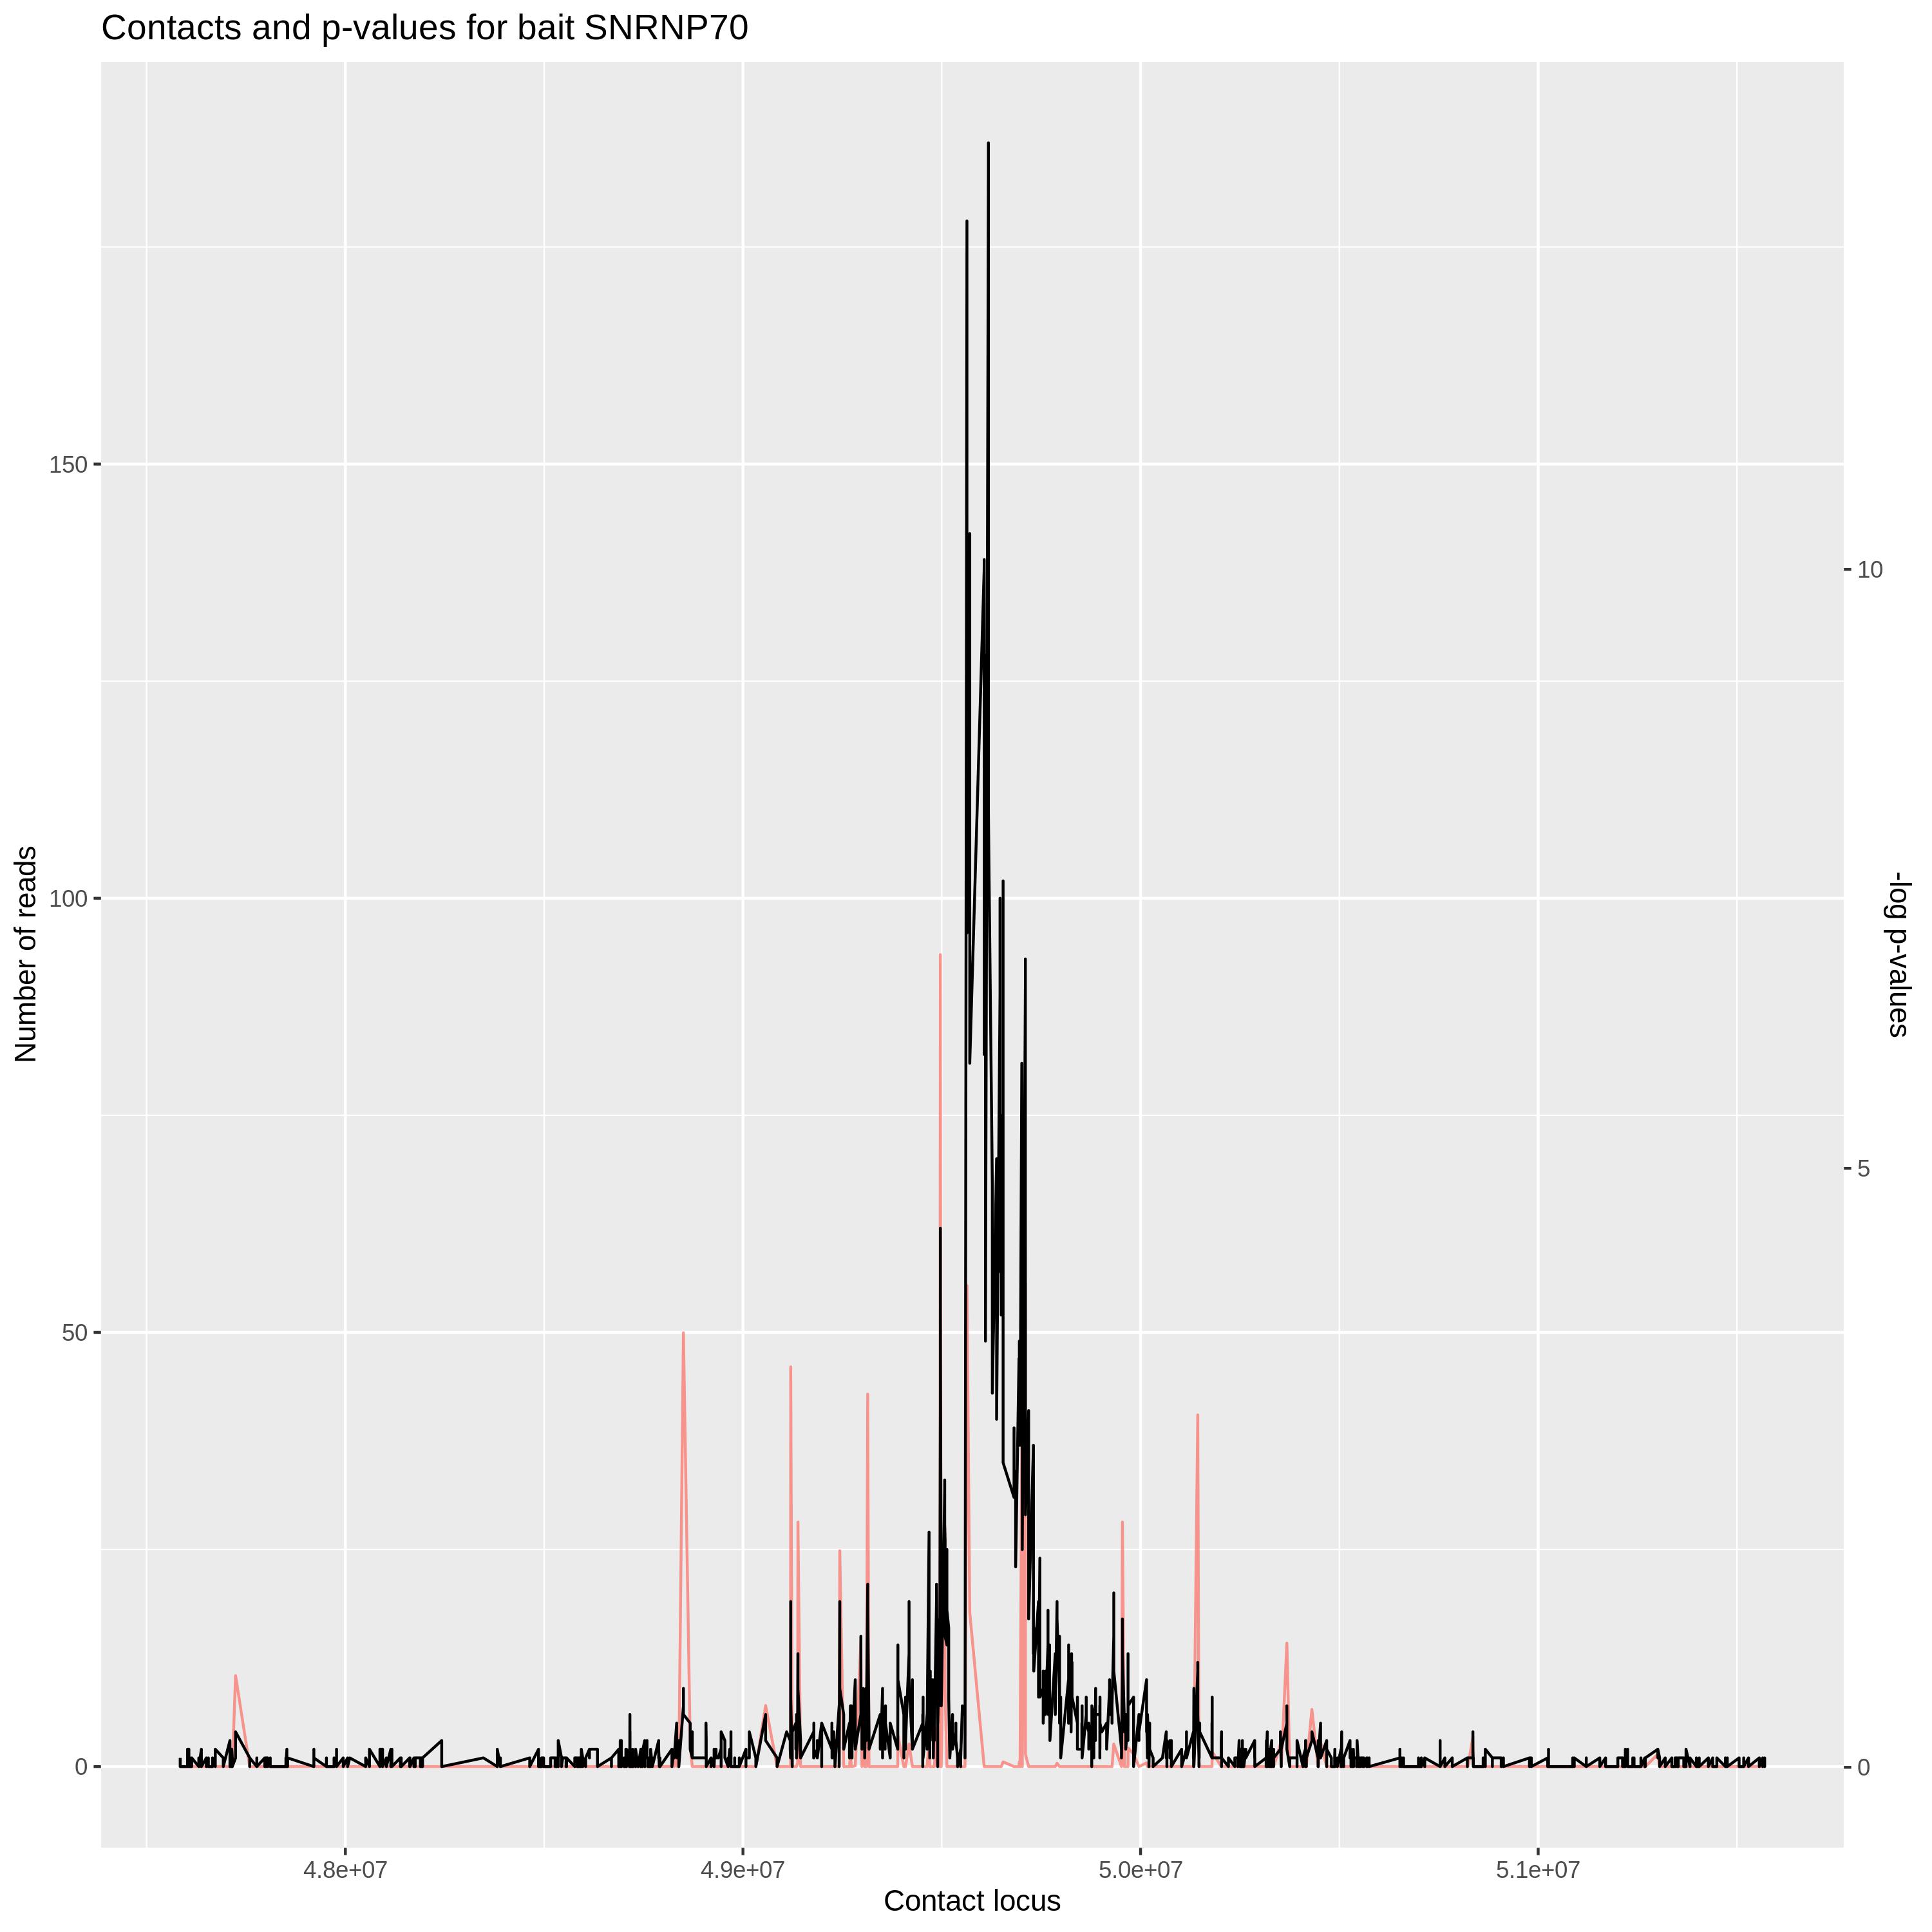 Contacts and p-values for bait SNRNP70
150
100
50
0
10
5
0
Number of reads
-log p-values
4.8e+07 4.9e+07 5.0e+07 5.1e+07
Contact locus